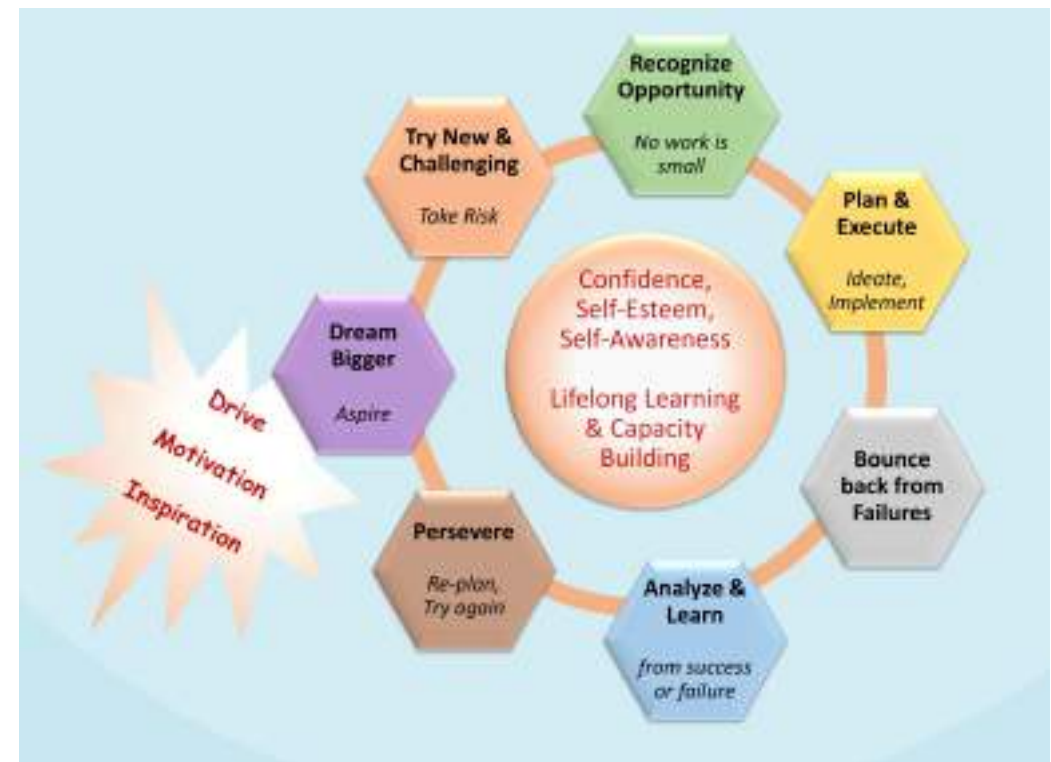 Recognize
Opportunity
No work is
small
Try New &
Challenging
Take Risk
Plan &
Execute
Ideate,
Implement
Confidence,
Self-Esteem,
Self-Awareness
Lifelong Learning
& Capacity
Building
Dream
Bigger
Aspire
Drive
Motivation
Inspiration
Bounce
back from
Failures
Persevere
Re-plan,
Try again
Analyze &
Learn
from success
or failure